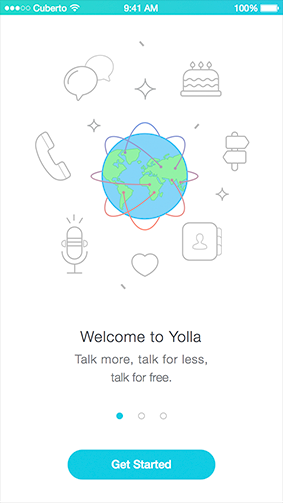 Cuberto 9:41 AM 100%
Welcome to Yolla
Talk more, talk for less,
talk for free.
Get Started